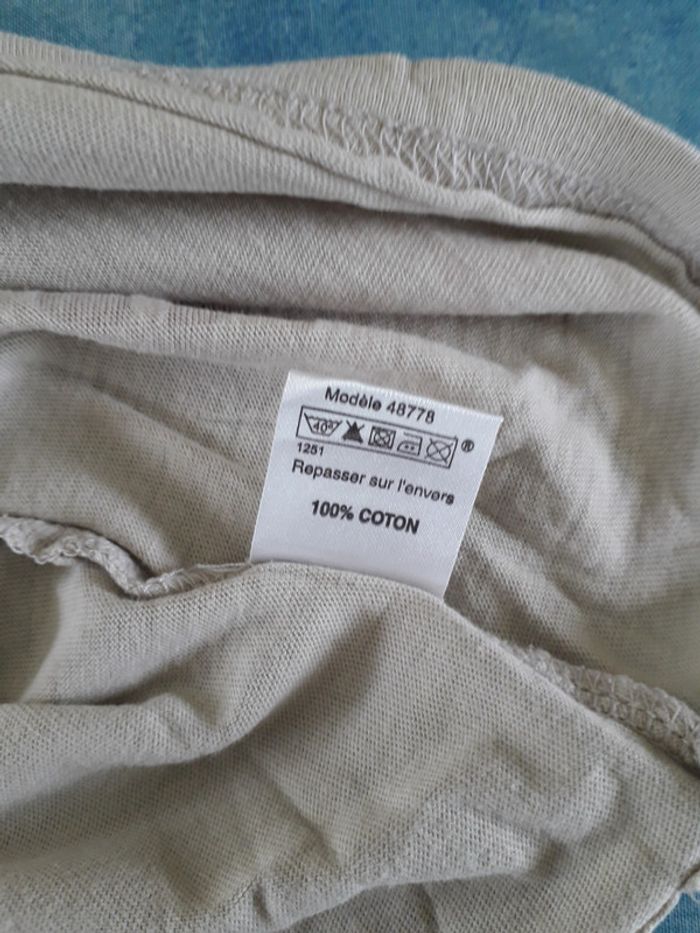 Modèle 48778
40° ®
1251
Repasser sur l'envers
100% COTON